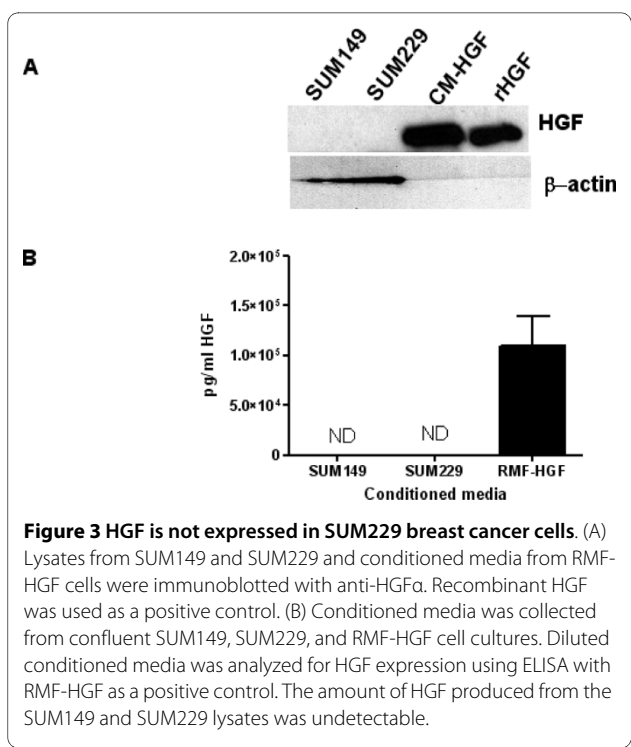 A
SUM149 SUM229 CM-HGF rHGF
HGF
β–actin
B
pg/ml HGF
2.0×10⁵
1.5×10⁵
1.0×10⁵
5.0×10⁴
0
ND ND
SUM149 SUM229 RMF-HGF
Conditioned media
Figure 3 HGF is not expressed in SUM229 breast cancer cells. (A)
Lysates from SUM149 and SUM229 and conditioned media from RMF-
HGF cells were immunoblotted with anti-HGFα. Recombinant HGF
was used as a positive control. (B) Conditioned media was collected
from confluent SUM149, SUM229, and RMF-HGF cell cultures. Diluted
conditioned media was analyzed for HGF expression using ELISA with
RMF-HGF as a positive control. The amount of HGF produced from the
SUM149 and SUM229 lysates was undetectable.